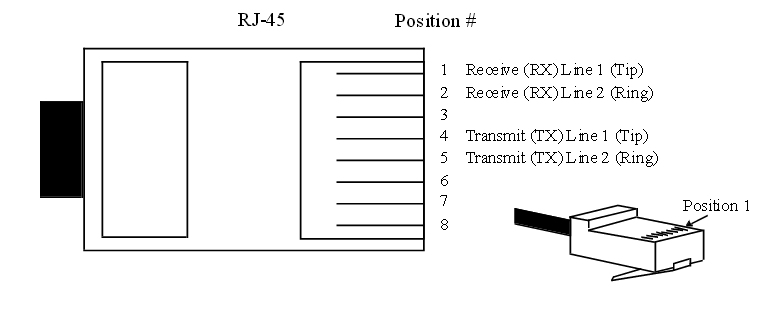 RJ-45 Position #
1 Receive (RX) Line 1 (Tip)
2 Receive (RX) Line 2 (Ring)
3
4 Transmit (TX) Line 1 (Tip)
5 Transmit (TX) Line 2 (Ring)
6
7
8
Position 1